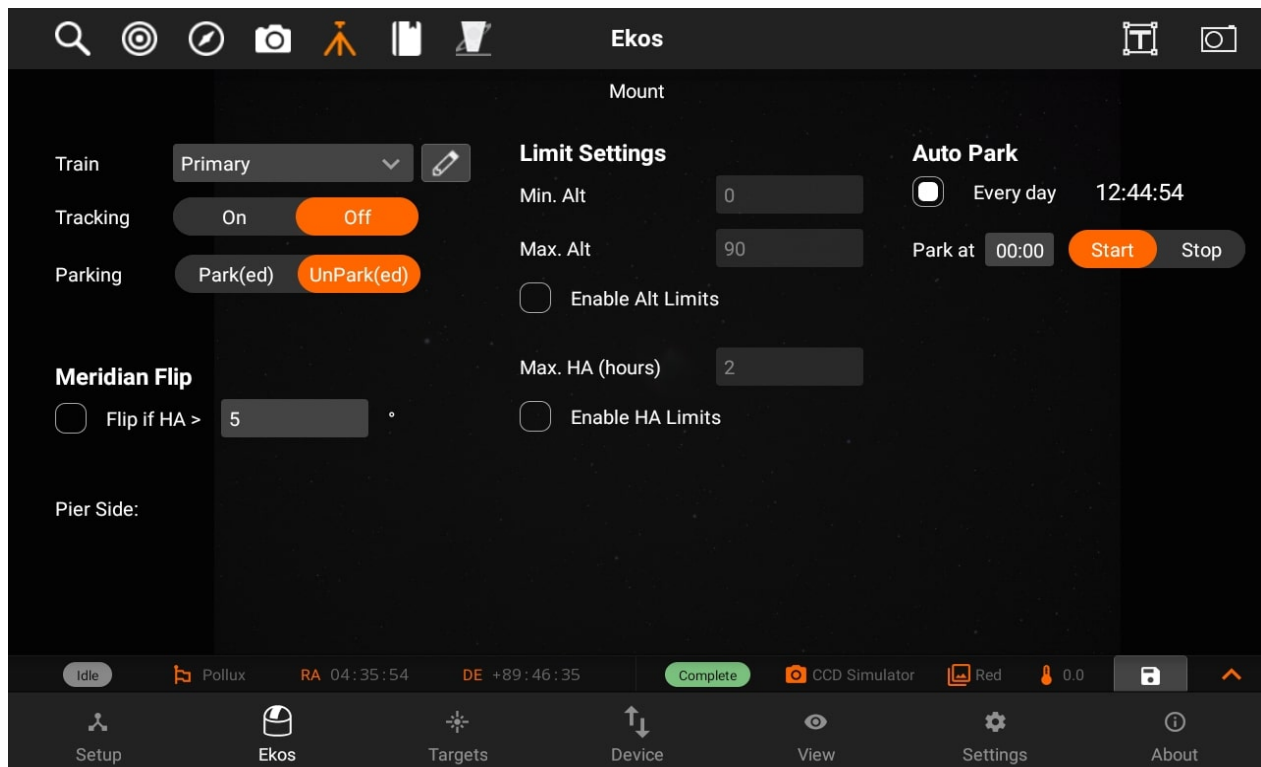 Ekos
Mount
Train Primary
Tracking On Off
Parking Park(ed) UnPark(ed)
Meridian Flip
Flip if HA > 5 °
Pier Side:
Limit Settings
Min. Alt 0
Max. Alt 90
Enable Alt Limits
Max. HA (hours) 2
Enable HA Limits
Auto Park
Every day 12:44:54
Park at 00:00 Start Stop
Idle Pollux RA 04:35:54 DE +89:46:35 Complete CCD Simulator Red 0.0
Setup Ekos Targets Device View Settings About